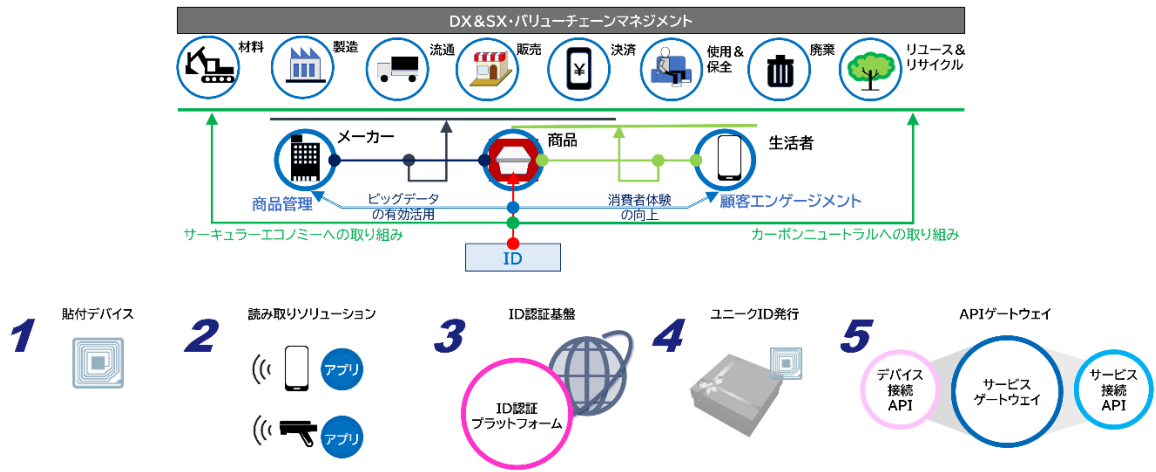 DX&SX・バリューチェーンマネジメント
材料
製造
流通
販売
決済
使用&
保全
廃棄
リユース&
リサイクル
¥
メーカー
商品
生活者
商品管理
ビッグデータ
の有効活用
消費者体験
の向上
顧客エンゲージメント
サーキュラーエコノミーへの取り組み
カーボンニュートラルへの取り組み
ID
1
貼付デバイス
2
読み取りソリューション
アプリ
アプリ
3
ID認証基盤
ID認証
プラットフォーム
4
ユニークID発行
5
APIゲートウェイ
デバイス
接続
API
サービス
ゲートウェイ
サービス
接続
API